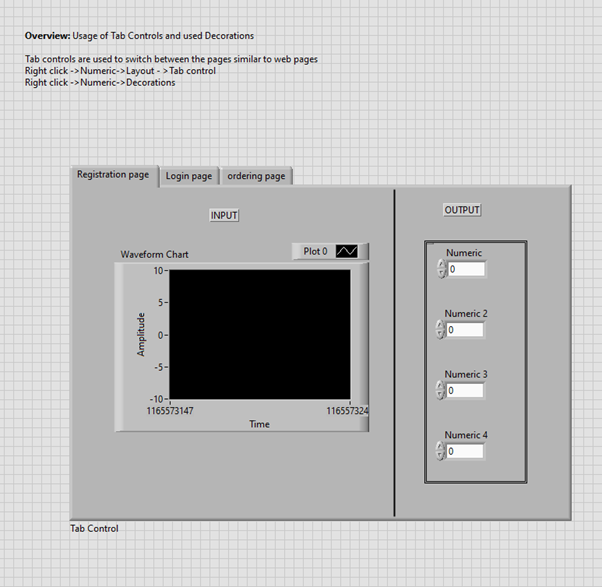 Overview: Usage of Tab Controls and used Decorations
Tab controls are used to switch between the pages similar to web pages
Right click ->Numeric->Layout - >Tab control
Right click ->Numeric->Decorations
Registration page
Login page
ordering page
INPUT
OUTPUT
Waveform Chart
Plot 0
10
5
0
-5
-10
Amplitude
1165573147
116557324
Time
Numeric
0
Numeric 2
0
Numeric 3
0
Numeric 4
0
Tab Control